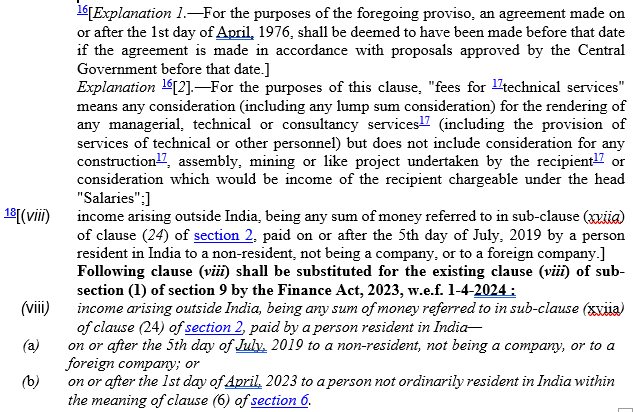 16[Explanation 1.—For the purposes of the foregoing proviso, an agreement made on
or after the 1st day of April, 1976, shall be deemed to have been made before that date
if the agreement is made in accordance with proposals approved by the Central
Government before that date.]
Explanation 16[2].—For the purposes of this clause, "fees for 17technical services"
means any consideration (including any lump sum consideration) for the rendering of
any managerial, technical or consultancy services17 (including the provision of
services of technical or other personnel) but does not include consideration for any
construction17, assembly, mining or like project undertaken by the recipient17 or
consideration which would be income of the recipient chargeable under the head
"Salaries";]
18[(viii) income arising outside India, being any sum of money referred to in sub-clause (xviia)
of clause (24) of section 2, paid on or after the 5th day of July, 2019 by a person
resident in India to a non-resident, not being a company, or to a foreign company.]
Following clause (viii) shall be substituted for the existing clause (viii) of sub-
section (1) of section 9 by the Finance Act, 2023, w.e.f. 1-4-2024 :
(viii) income arising outside India, being any sum of money referred to in sub-clause (xviia)
of clause (24) of section 2, paid by a person resident in India—
(a) on or after the 5th day of July, 2019 to a non-resident, not being a company, or to a
foreign company; or
(b) on or after the 1st day of April, 2023 to a person not ordinarily resident in India within
the meaning of clause (6) of section 6.